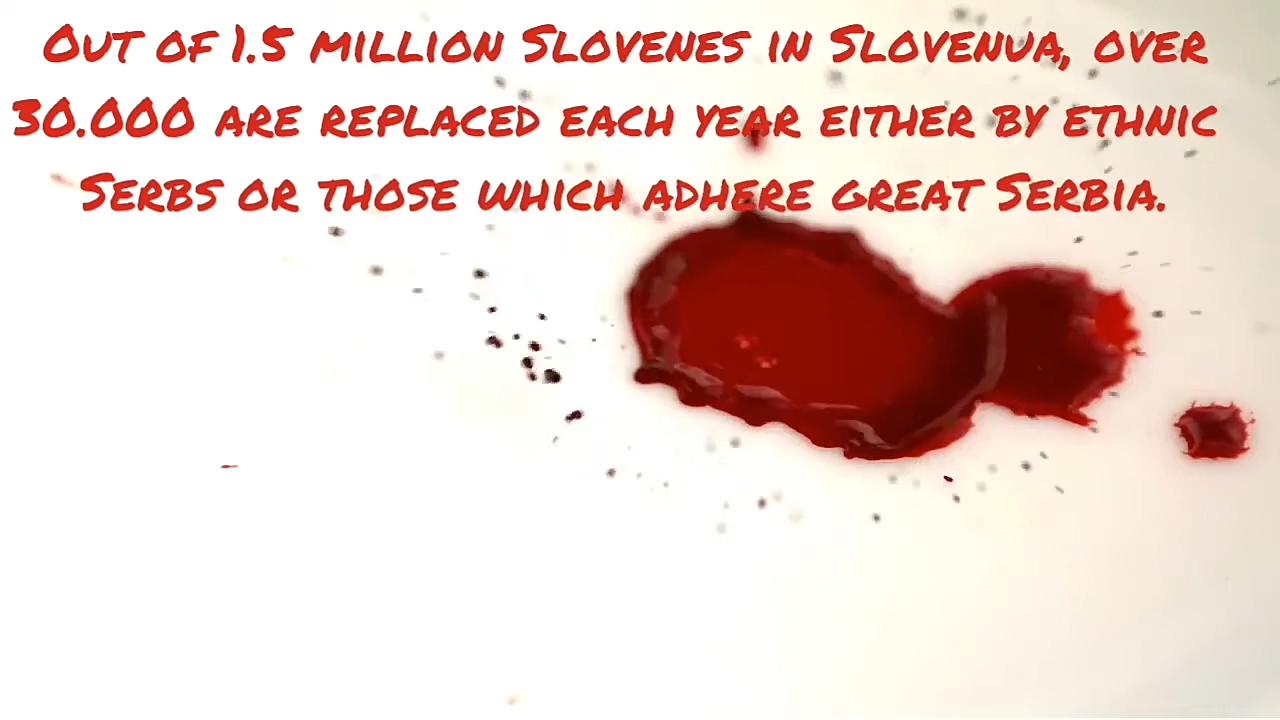 Out of 1.5 million Slovenes in Slovenua, over
30.000 are replaced each year either by ethnic
Serbs or those which adhere great Serbia.